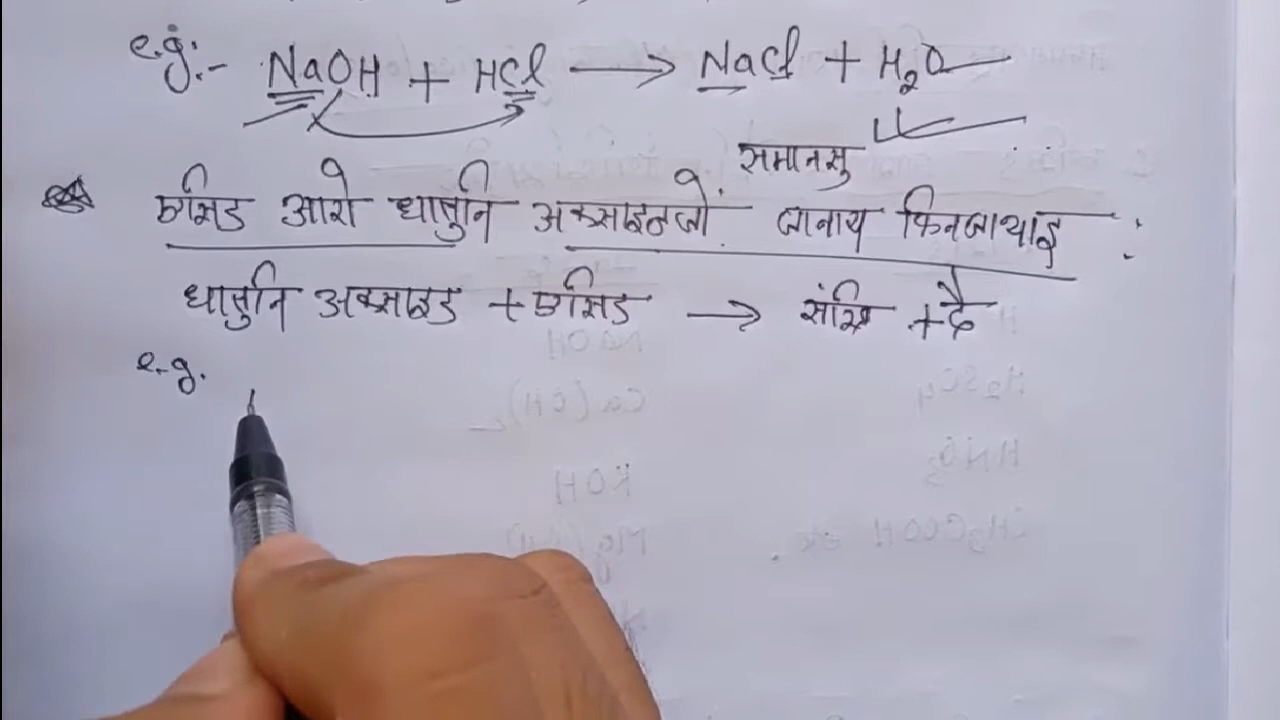 e.g:- NaOH + HCl → NaCl + H₂O
समानसु
एसिड आरो धातुनि अक्साइडजों जानाय फिनजाथाइ :
धातुनि अक्साइड + एसिड → संख्रि + दै
e.g.